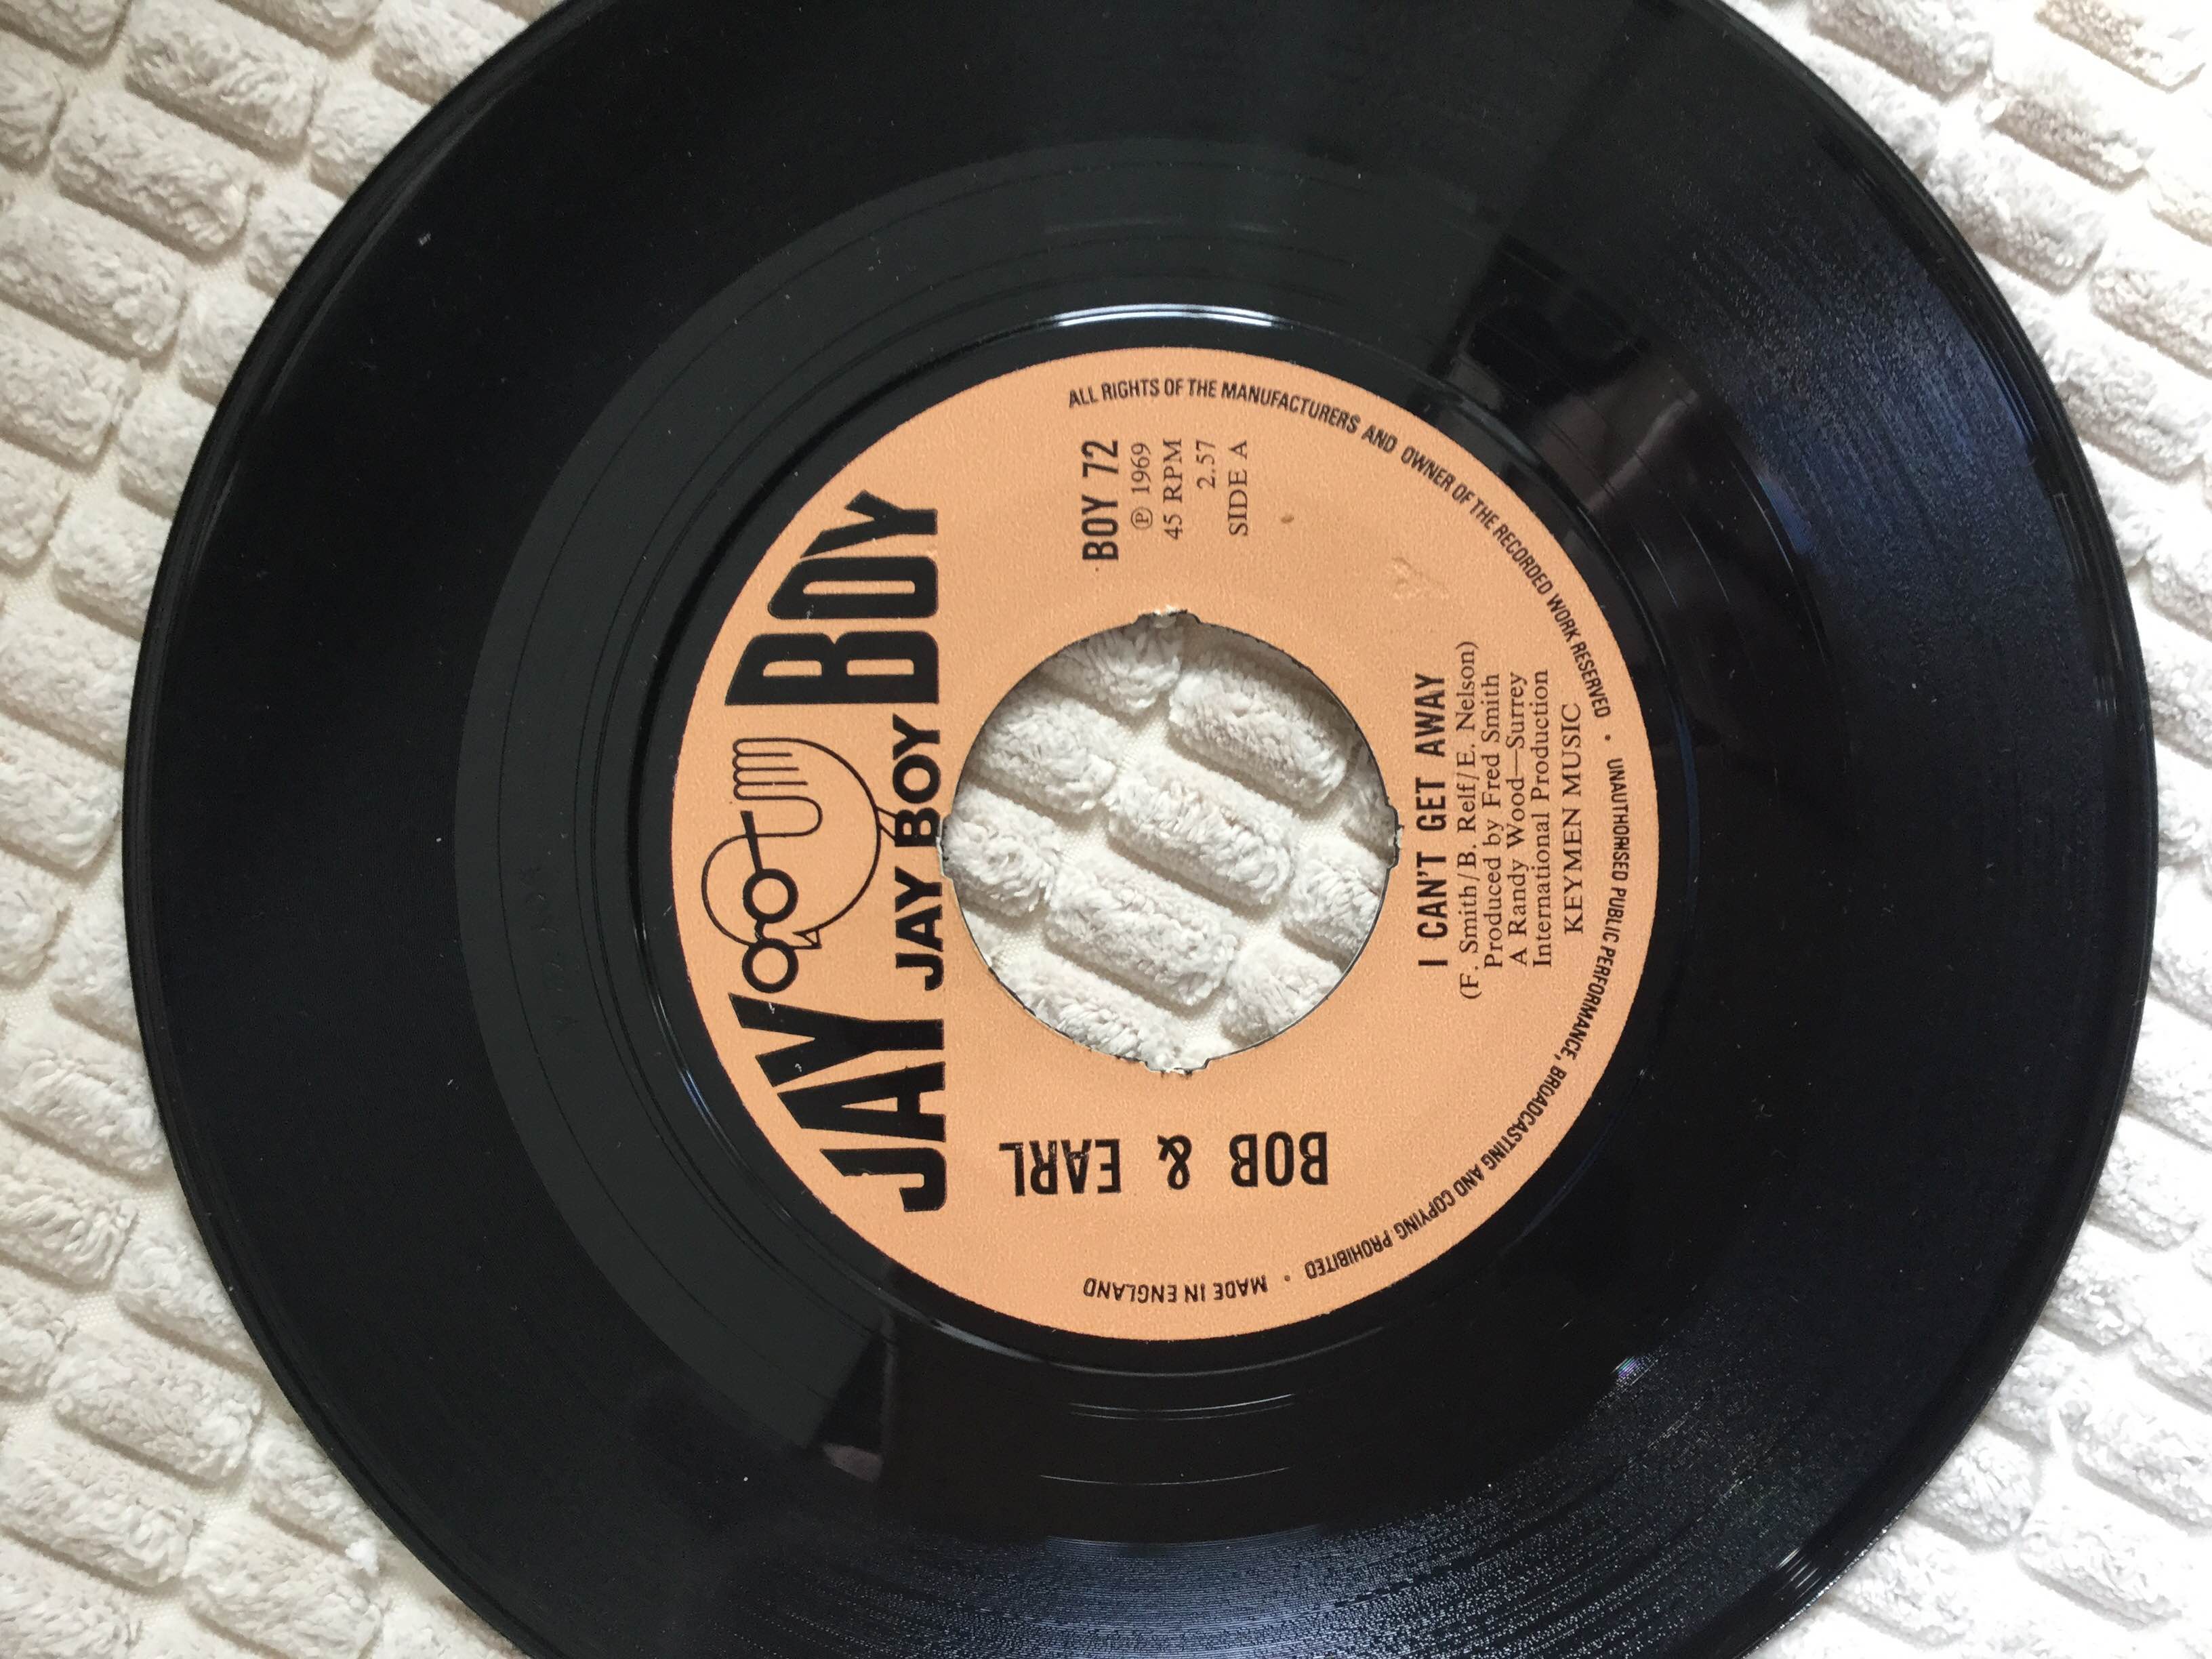 JAY BOY
JAY BOY
BOY 72
Ⓟ 1969
45 RPM
2.57
SIDE A
BOB & EARL
I CAN'T GET AWAY
(F. Smith/B. Relf/E. Nelson)
Produced by Fred Smith
A Randy Wood—Surrey
International Production
KEYMEN MUSIC
ALL RIGHTS OF THE MANUFACTURERS AND OWNER OF THE RECORDED WORK RESERVED • UNAUTHORISED PUBLIC PERFORMANCE, BROADCASTING AND COPYING PROHIBITED • MADE IN ENGLAND